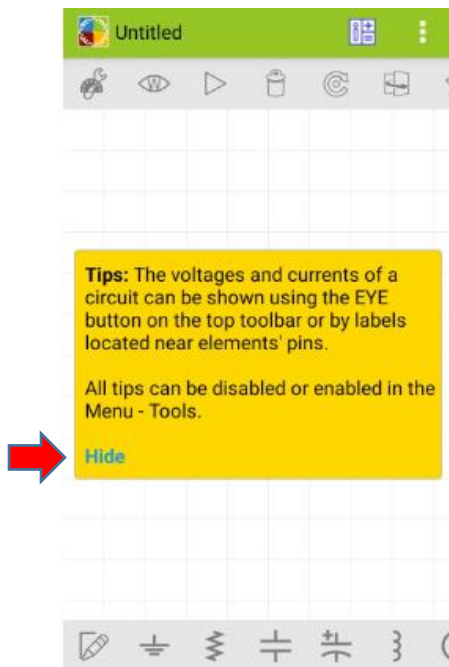 Untitled
W
Tips: The voltages and currents of a
circuit can be shown using the EYE
button on the top toolbar or by labels
located near elements' pins.
All tips can be disabled or enabled in the
Menu - Tools.
Hide